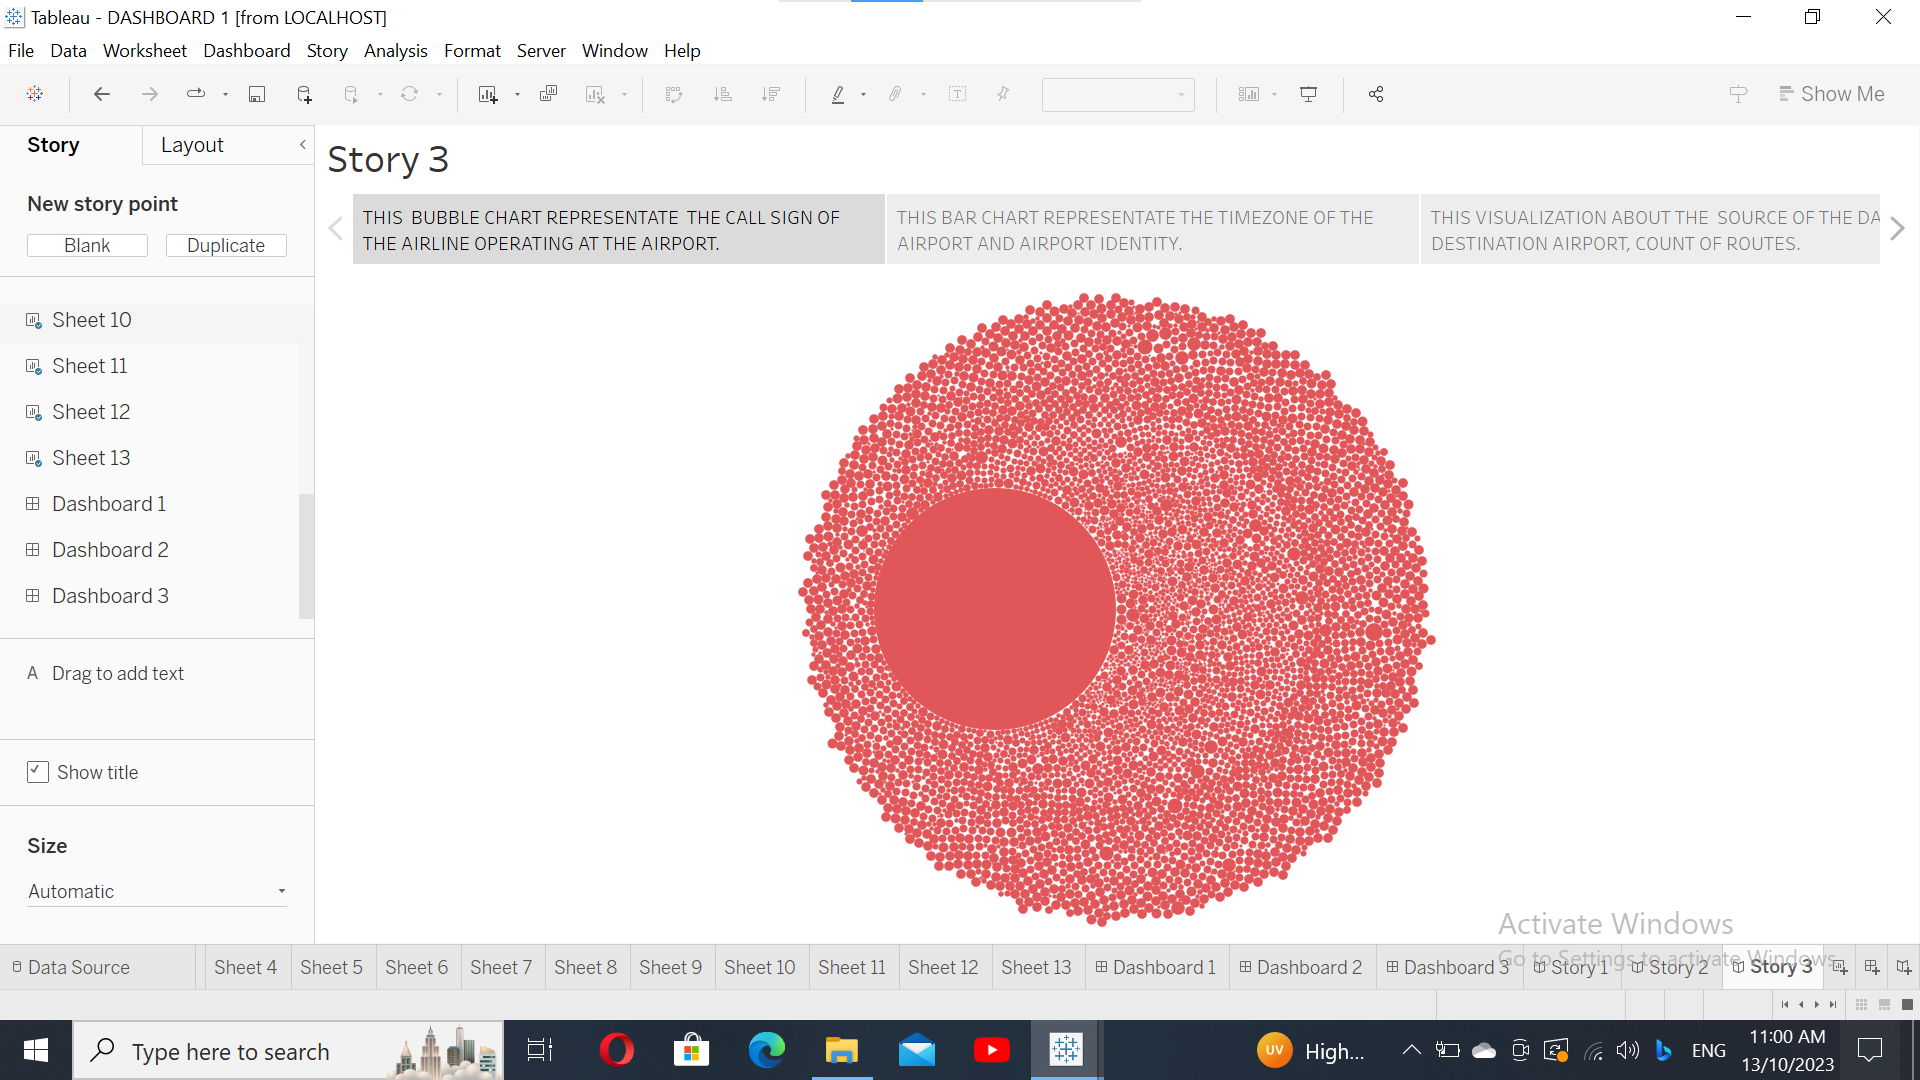 Tableau - DASHBOARD 1 [from LOCALHOST]
File Data Worksheet Dashboard Story Analysis Format Server Window Help
Show Me
Story Layout
New story point
Blank Duplicate
Sheet 10
Sheet 11
Sheet 12
Sheet 13
Dashboard 1
Dashboard 2
Dashboard 3
A Drag to add text
Show title
Size
Automatic
Story 3
THIS BUBBLE CHART REPRESENTATE THE CALL SIGN OF
THE AIRLINE OPERATING AT THE AIRPORT.
THIS BAR CHART REPRESENTATE THE TIMEZONE OF THE
AIRPORT AND AIRPORT IDENTITY.
THIS VISUALIZATION ABOUT THE SOURCE OF THE DA
DESTINATION AIRPORT, COUNT OF ROUTES.
Activate Windows
Go to Settings to activate Windows.
Data Source Sheet 4 Sheet 5 Sheet 6 Sheet 7 Sheet 8 Sheet 9 Sheet 10 Sheet 11 Sheet 12 Sheet 13 Dashboard 1 Dashboard 2 Dashboard 3 Story 1 Story 2 Story 3
Type here to search
UV High... ENG
11:00 AM
13/10/2023